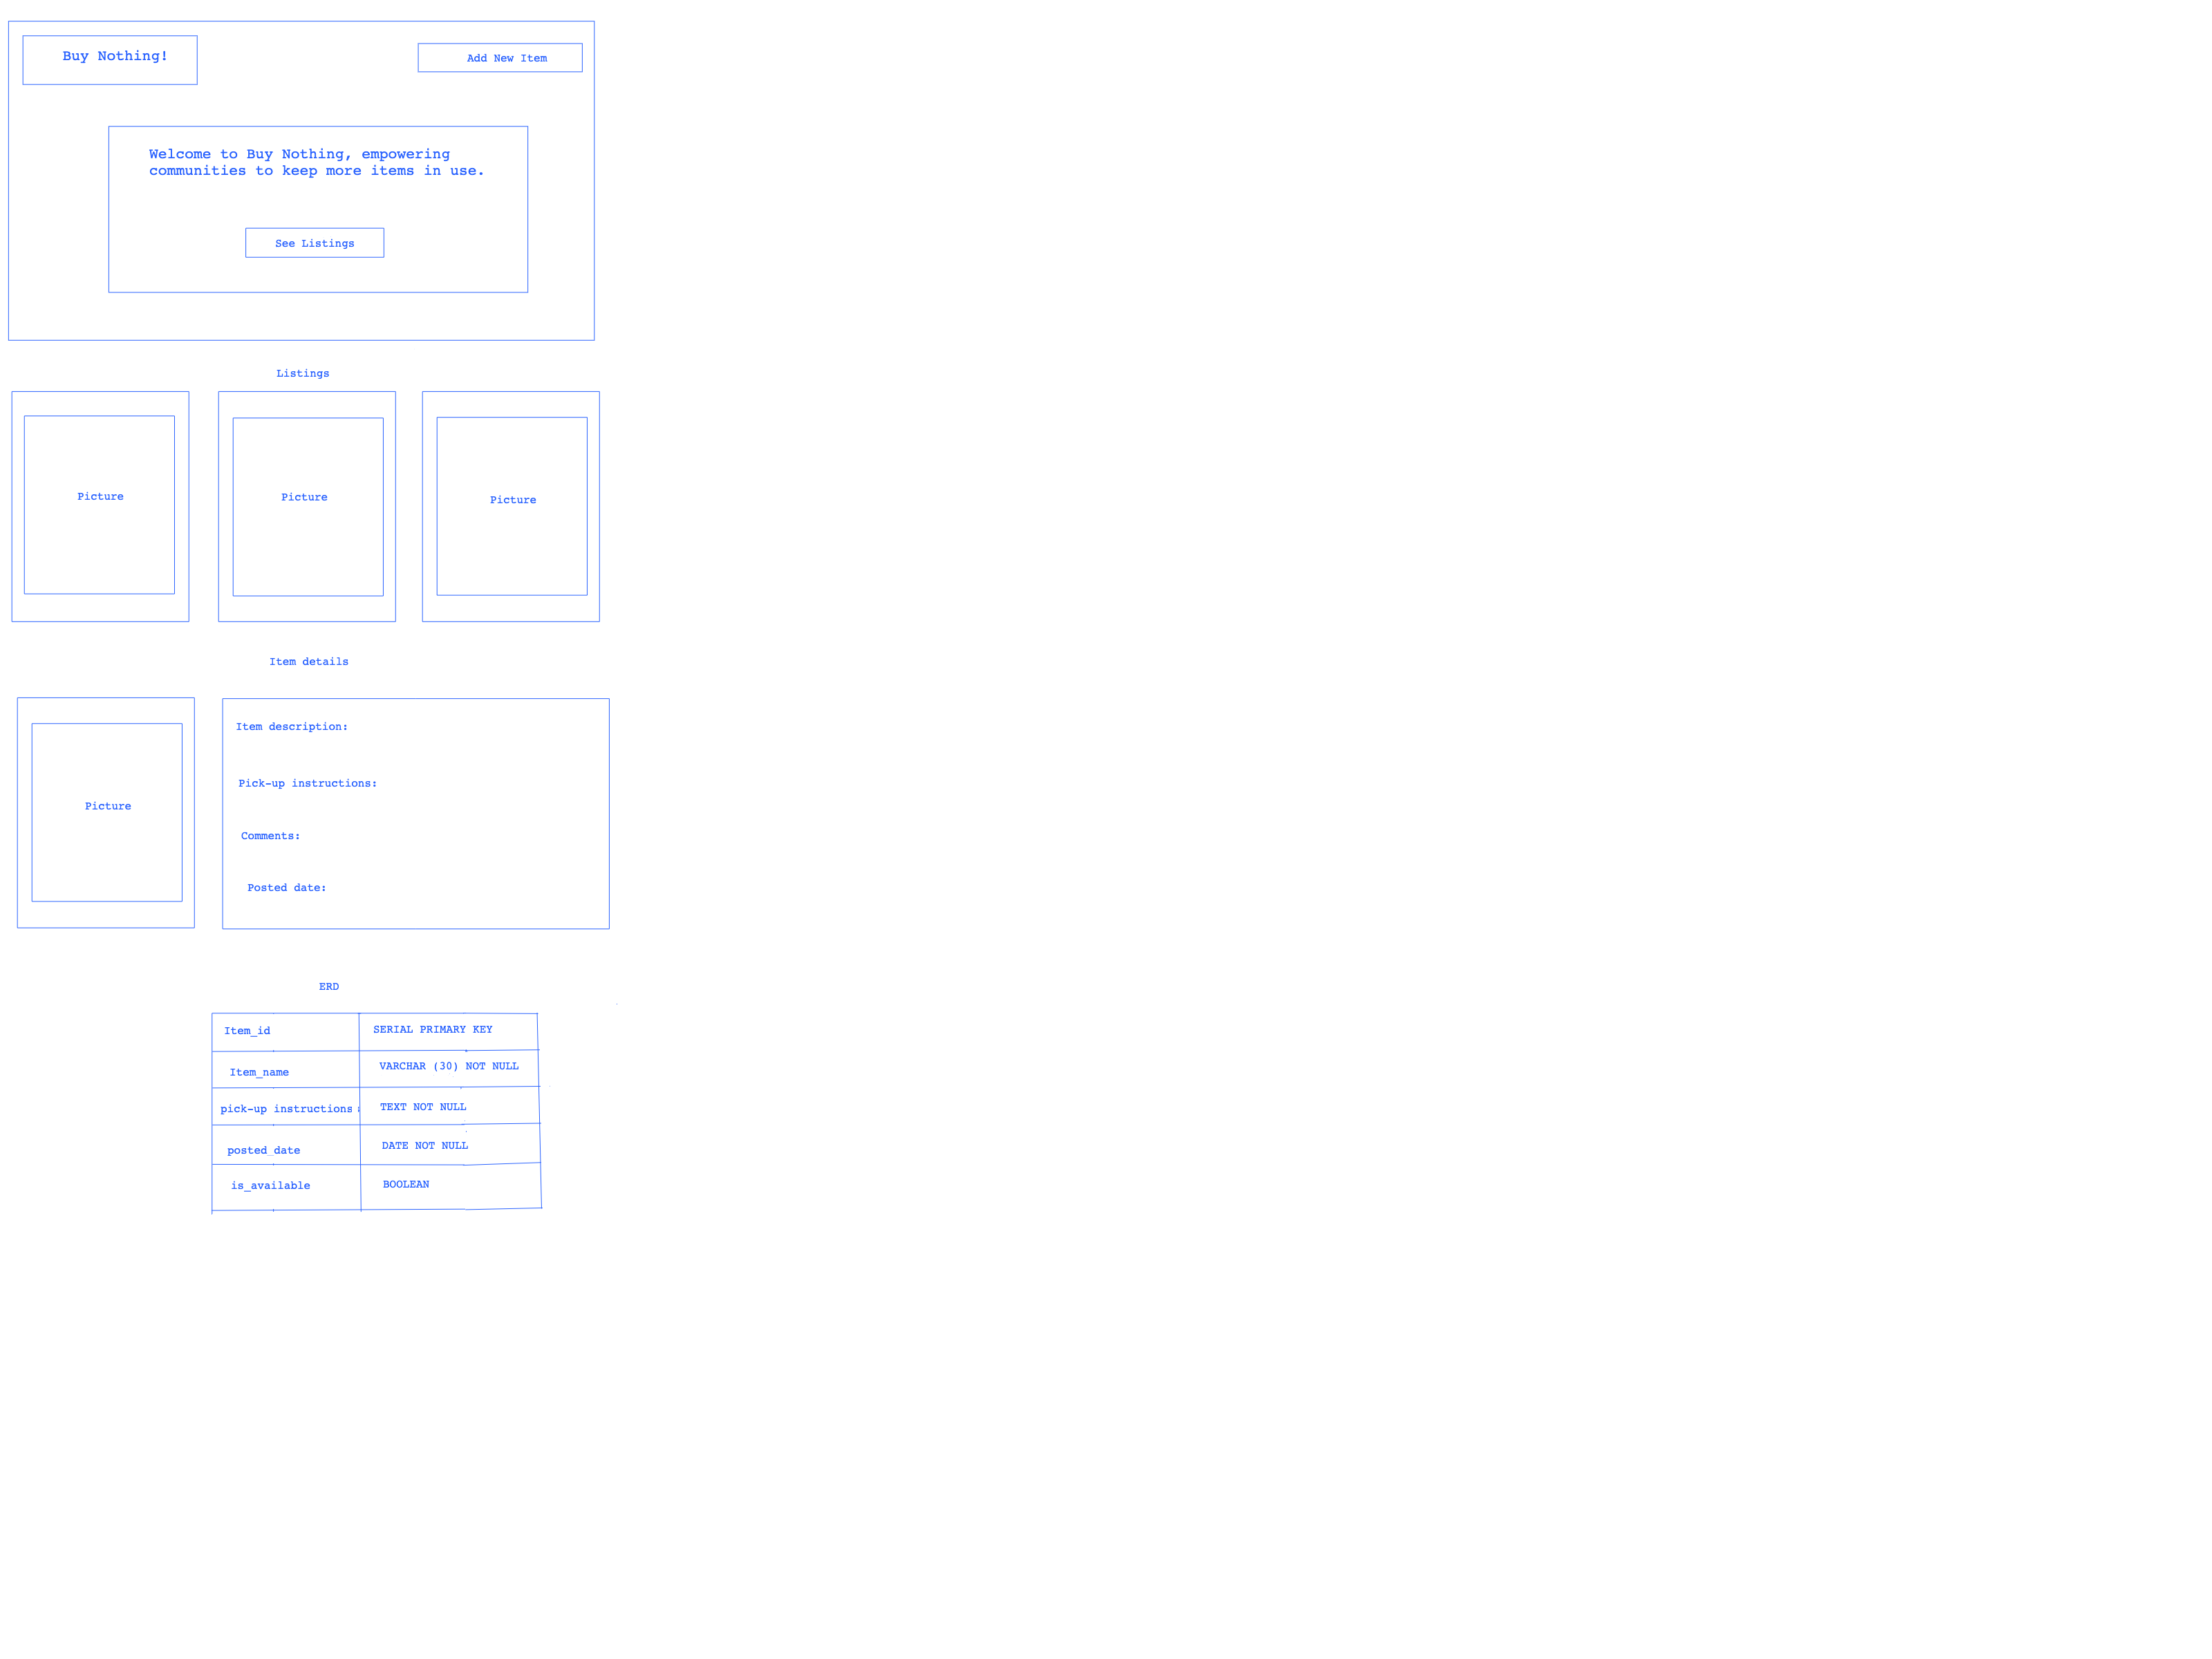 Buy Nothing!
Add New Item
Welcome to Buy Nothing, empowering
communities to keep more items in use.
See Listings
Listings
Picture
Picture
Picture
Item details
Picture
Item description:
Pick-up instructions:
Comments:
Posted date:
ERD
Item_id
SERIAL PRIMARY KEY
Item_name
VARCHAR (30) NOT NULL
pick-up instructions:
TEXT NOT NULL
posted_date
DATE NOT NULL
is_available
BOOLEAN